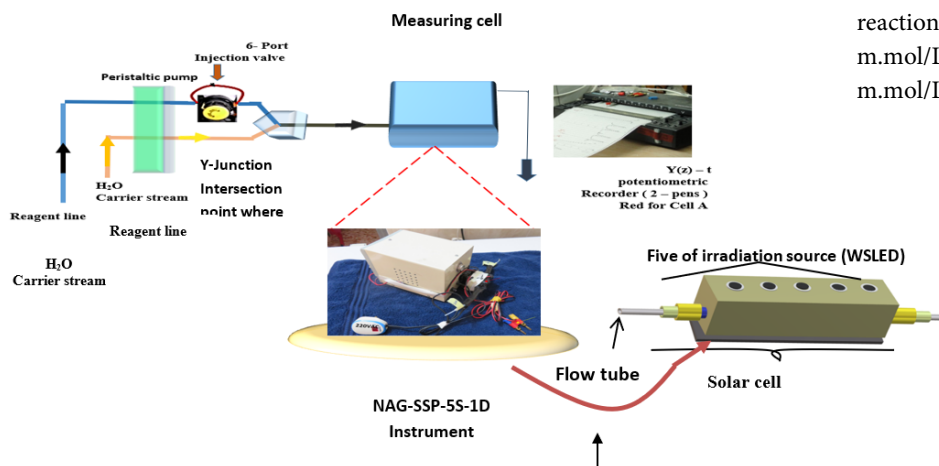 Measuring cell
reaction
m.mol/L
m.mol/L
6- Port
Injection valve
Peristaltic pump
Y-Junction
Intersection
point where
H₂O
Carrier stream
Reagent line
Reagent line
H₂O
Carrier stream
Y(z) – t
potentiometric
Recorder ( 2 – pens )
Red for Cell A
220VAC
Five of irradiation source (WSLED)
Flow tube
Solar cell
NAG-SSP-5S-1D
Instrument